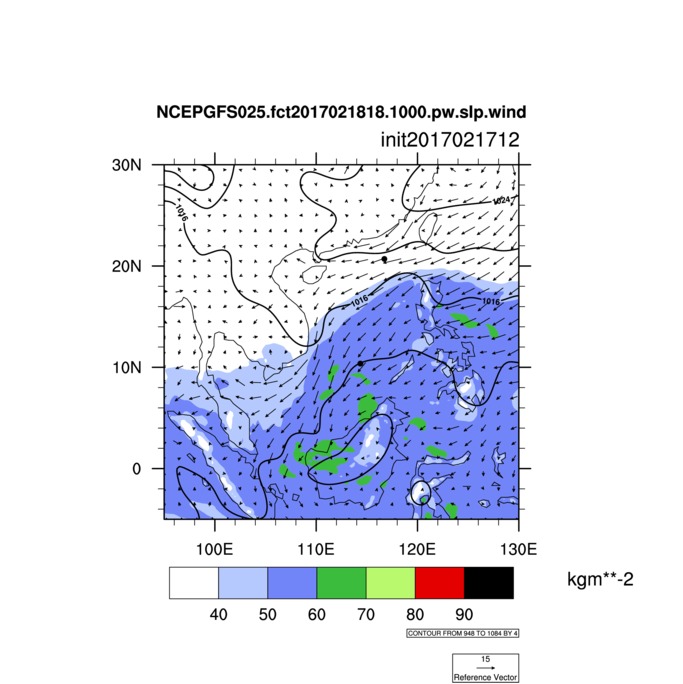 NCEPGFS025.fct2017021818.1000.pw.slp.wind
init2017021712
30N
1024
1016
20N
1016
1016
10N
0
100E
110E
120E
130E
kgm**-2
40
50
60
70
80
90
CONTOUR FROM 948 TO 1084 BY 4
15
Reference Vector